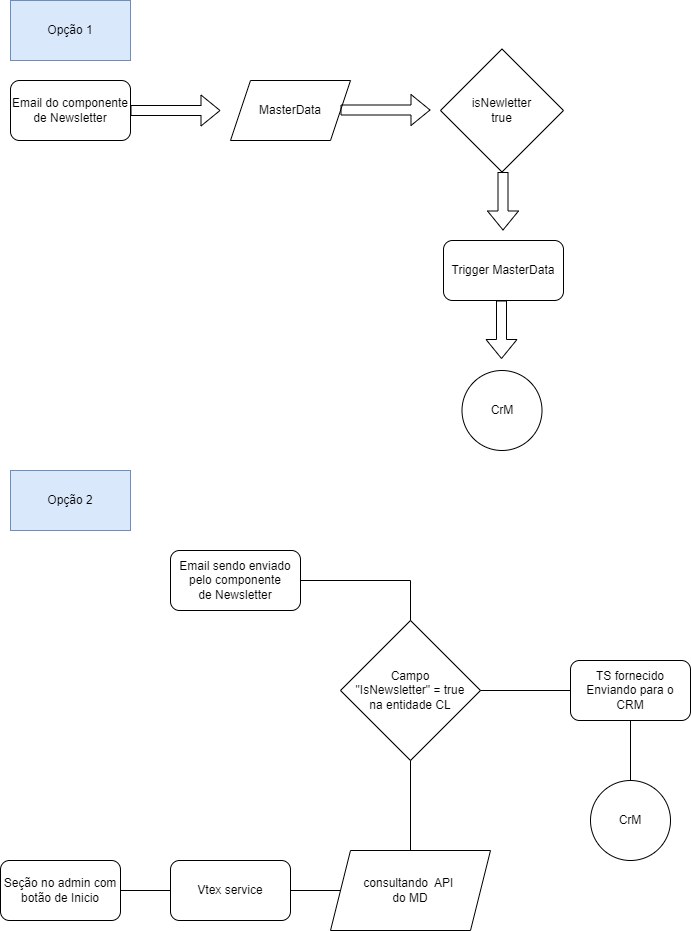 Opção 1
Email do componente
de Newsletter
MasterData
isNewletter
true
Trigger MasterData
CrM
Opção 2
Email sendo enviado
pelo componente
de Newsletter
Campo
"IsNewsletter" = true
na entidade CL
TS fornecido
Enviando para o
CRM
CrM
Seção no admin com
botão de Inicio
Vtex service
consultando  API
do MD